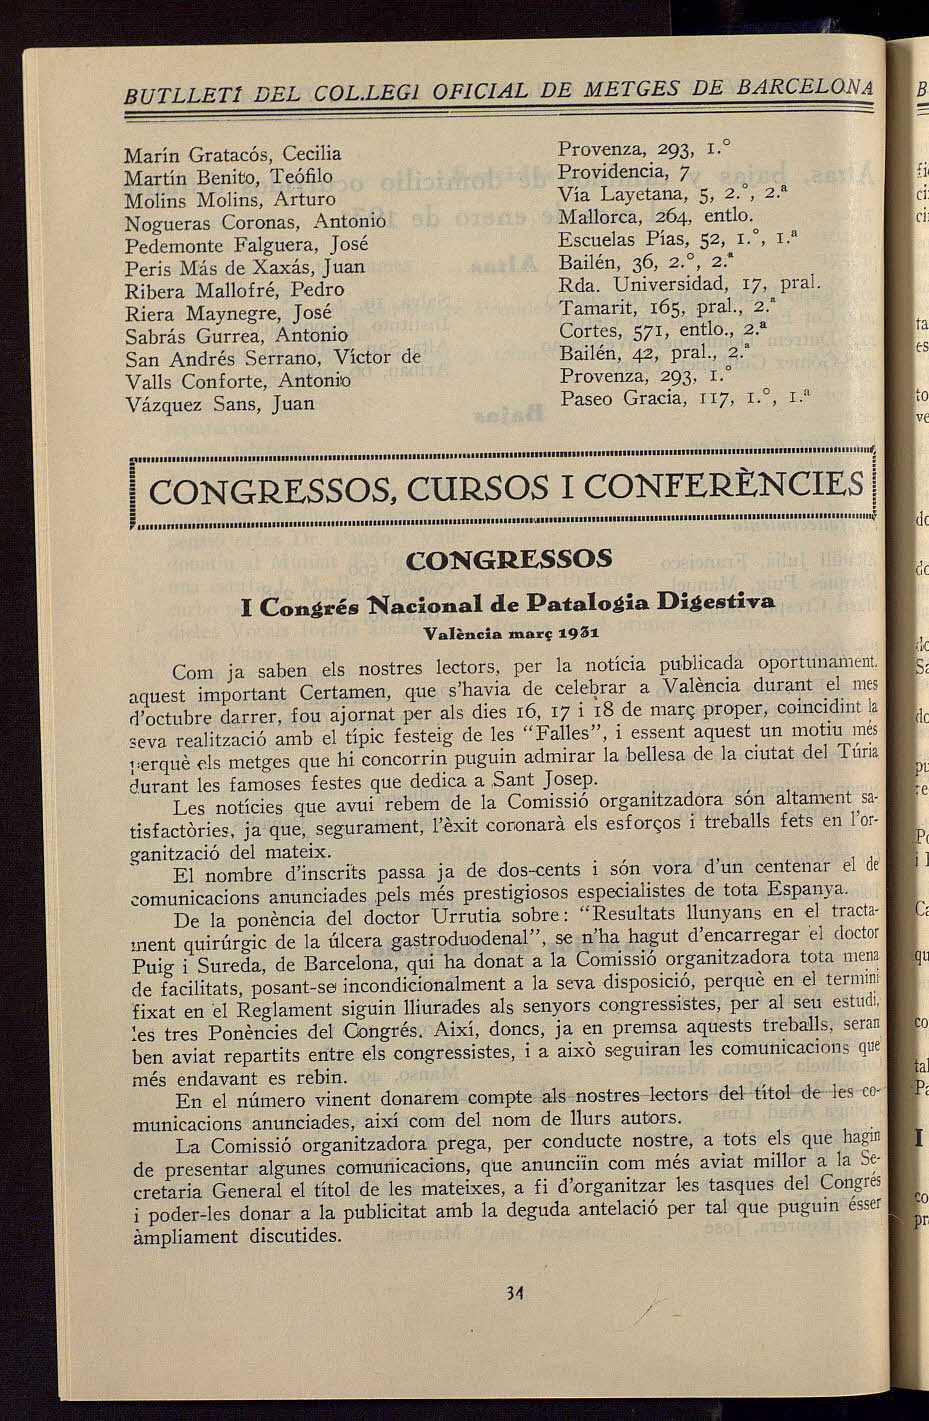 BUTLLETÍ DEL COL.LEGI OFICIAL DE METGES DE BARCELONA
Marín Gratacós, Cecilia Provenza, 293, 1.°
Martín Benito, Teófilo Providencia, 7
Molins Molins, Arturo Vía Layetana, 5, 2.°, 2.ª
Nogueras Coronas, Antonio Mallorca, 264, entlo.
Pedemonte Falguera, José Escuelas Pías, 52, 1.°, 1.ª
Peris Más de Xaxás, Juan Bailén, 36, 2.°, 2.ª
Ribera Mallofré, Pedro Rda. Universidad, 17, pral.
Riera Maynegre, José Tamarit, 165, pral., 2.ª
Sabrás Gurrea, Antonio Cortes, 571, entlo., 2.ª
San Andrés Serrano, Víctor de Bailén, 42, pral., 2.ª
Valls Conforte, Antonio Provenza, 293, 1.°
Vázquez Sans, Juan Paseo Gracia, 117, 1.°, 1.ª
CONGRESSOS, CURSOS I CONFERÈNCIES
CONGRESSOS
I Congrés Nacional de Patalogia Digestiva
València març 1931
Com ja saben els nostres lectors, per la notícia publicada oportunament,
aquest important Certamen, que s'havia de celebrar a València durant el mes
d'octubre darrer, fou ajornat per als dies 16, 17 i 18 de març proper, coincidint la
seva realització amb el típic festeig de les "Falles", i essent aquest un motiu més
perquè els metges que hi concorrin puguin admirar la bellesa de la ciutat del Túria
durant les famoses festes que dedica a Sant Josep.
Les notícies que avui rebem de la Comissió organitzadora són altament sa-
tisfactòries, ja que, segurament, l'èxit coronarà els esforços i treballs fets en l'or-
ganització del mateix.
El nombre d'inscrits passa ja de dos-cents i són vora d'un centenar el de
comunicacions anunciades pels més prestigiosos especialistes de tota Espanya.
De la ponència del doctor Urrutia sobre: "Resultats llunyans en el tracta-
ment quirúrgic de la úlcera gastroduodenal", se n'ha hagut d'encarregar el doctor
Puig i Sureda, de Barcelona, qui ha donat a la Comissió organitzadora tota mena
de facilitats, posant-se incondicionalment a la seva disposició, perquè en el termini
fixat en el Reglament siguin lliurades als senyors congressistes, per al seu estudi,
les tres Ponències del Congrés. Així, doncs, ja en premsa aquests treballs, seran
ben aviat repartits entre els congressistes, i a això seguiran les comunicacions que
més endavant es rebin.
En el número vinent donarem compte als nostres lectors del títol de les co-
municacions anunciades, així com del nom de llurs autors.
La Comissió organitzadora prega, per conducte nostre, a tots els que hagin
de presentar algunes comunicacions, que anunciïn com més aviat millor a la Se-
cretaria General el títol de les mateixes, a fi d'organitzar les tasques del Congrés
i poder-les donar a la publicitat amb la deguda antelació per tal que puguin ésser
àmpliament discutides.
34